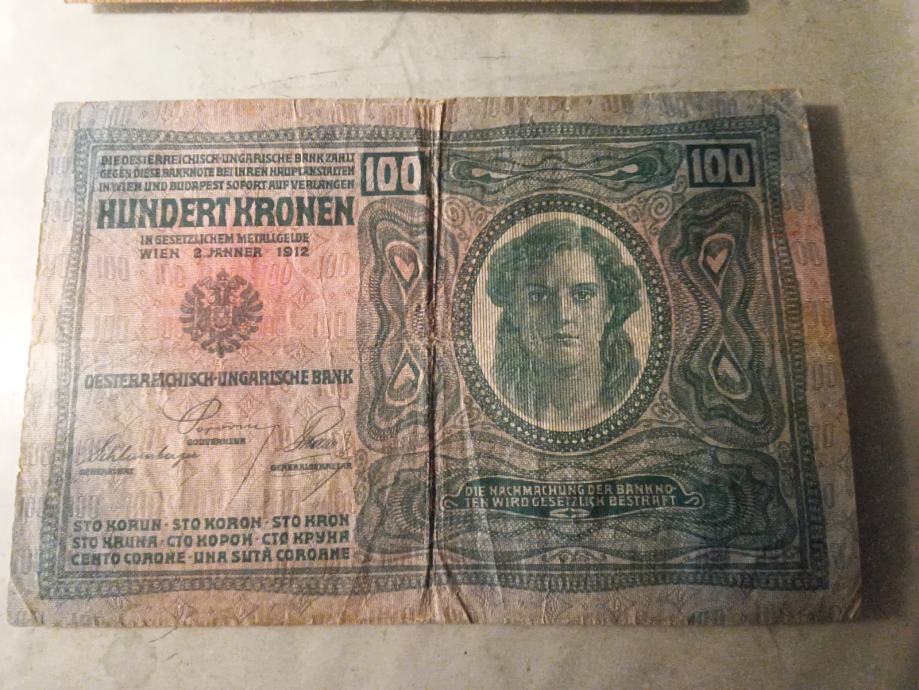 DIE OESTERREICHISCH-UNGARISCHE BANK ZAHLT
GEGEN DIESE BANKNOTE BEI IHREN HAUPTANSTALTEN
IN WIEN UND BUDAPEST SOFORT AUF VERLANGEN
HUNDERT KRONEN
IN GESETZLICHEM METALLGELDE
WIEN 2. JÄNNER 1912
OESTERREICHISCH-UNGARISCHE BANK
GOUVERNEUR
GENERALRAT
GENERALSEKRETÄR
STO KORUN · STO KORON · STO KRON
STO KRUNA · СТО КОРОН · СТО КРУНА
CENTO CORONE · UNA SUTĂ COROANE
100
100
DIE NACHMACHUNG DER BANKNO-
TEN WIRD GESETZLICH BESTRAFT